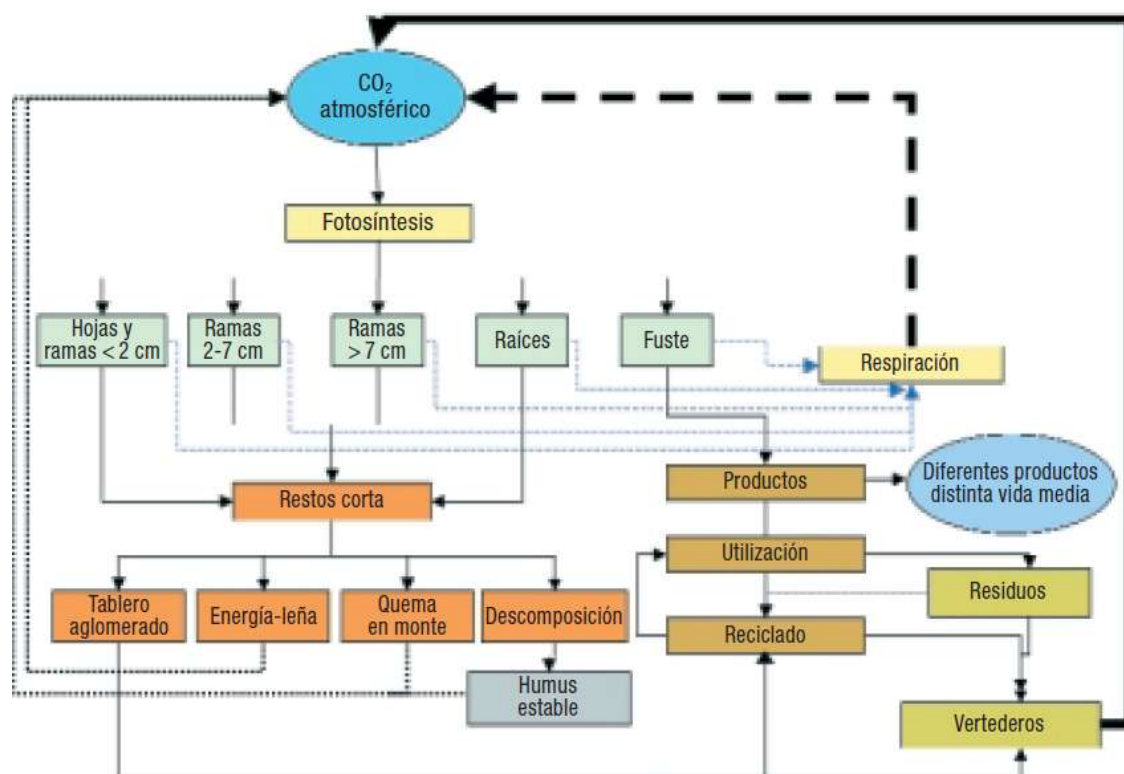 CO₂
atmosférico
Fotosíntesis
Hojas y
ramas < 2 cm
Ramas
2-7 cm
Ramas
> 7 cm
Raíces
Fuste
Respiración
Restos corta
Productos
Diferentes productos
distinta vida media
Utilización
Residuos
Tablero
aglomerado
Energía-leña
Quema
en monte
Descomposición
Reciclado
Humus
estable
Vertederos